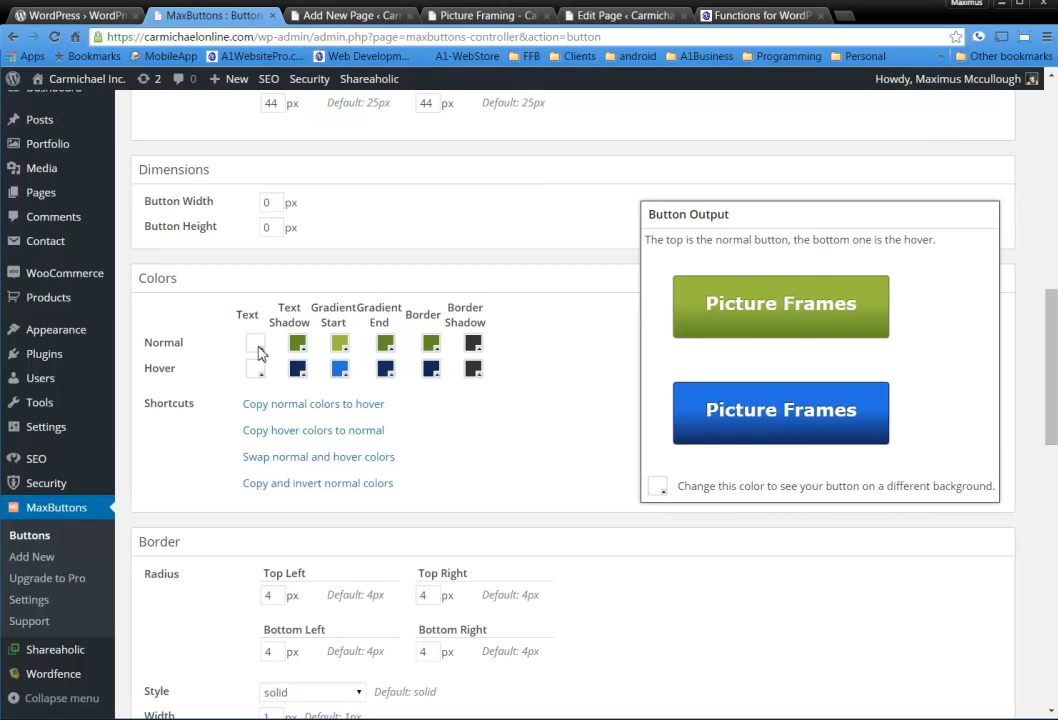 Maximus
WordPress › WordPr
MaxButtons : Button
Add New Page ‹ Carm
Picture Framing - Ca
Edit Page ‹ Carmicha
Functions for WordP
https://carmichaelonline.com/wp-admin/admin.php?page=maxbuttons-controller&action=button
Apps Bookmarks MobileApp A1WebsitePro.c... Web Developm... A1-WebStore FFB Clients android A1Business Programming Personal » Other bookmarks
Carmichael Inc. 2 0 + New SEO Security Shareaholic Howdy, Maximus Mccullough
Dashboard
Posts
Portfolio
Media
Pages
Comments
Contact
WooCommerce
Products
Appearance
Plugins
Users
Tools
Settings
SEO
Security
MaxButtons
Buttons
Add New
Upgrade to Pro
Settings
Support
Shareaholic
Wordfence
Collapse menu
44 px Default: 25px 44 px Default: 25px
Dimensions
Button Width 0 px
Button Height 0 px
Colors
Text Text Shadow Gradient Start Gradient End Border Border Shadow
Normal
Hover
Shortcuts
Copy normal colors to hover
Copy hover colors to normal
Swap normal and hover colors
Copy and invert normal colors
Button Output
The top is the normal button, the bottom one is the hover.
Picture Frames
Picture Frames
Change this color to see your button on a different background.
Border
Radius
Top Left Top Right
4 px Default: 4px 4 px Default: 4px
Bottom Left Bottom Right
4 px Default: 4px 4 px Default: 4px
Style solid Default: solid
Width 1 px Default: 1px